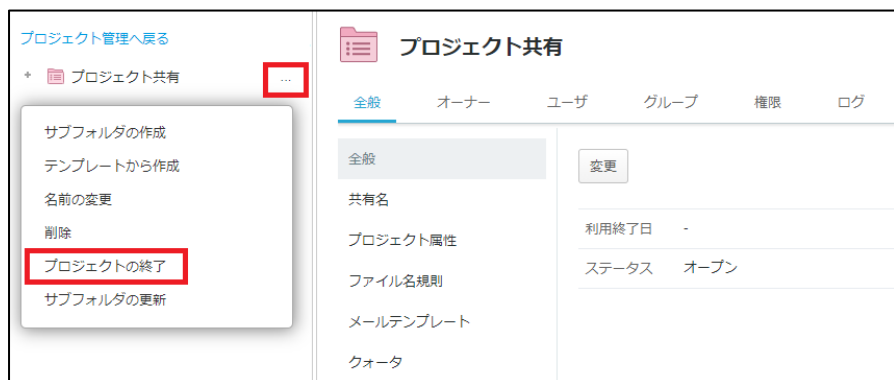 プロジェクト管理へ戻る
プロジェクト共有
...
サブフォルダの作成
テンプレートから作成
名前の変更
削除
プロジェクトの終了
サブフォルダの更新
プロジェクト共有
全般 オーナー ユーザ グループ 権限 ログ
全般
共有名
プロジェクト属性
ファイル名規則
メールテンプレート
クォータ
変更
利用終了日 -
ステータス オープン